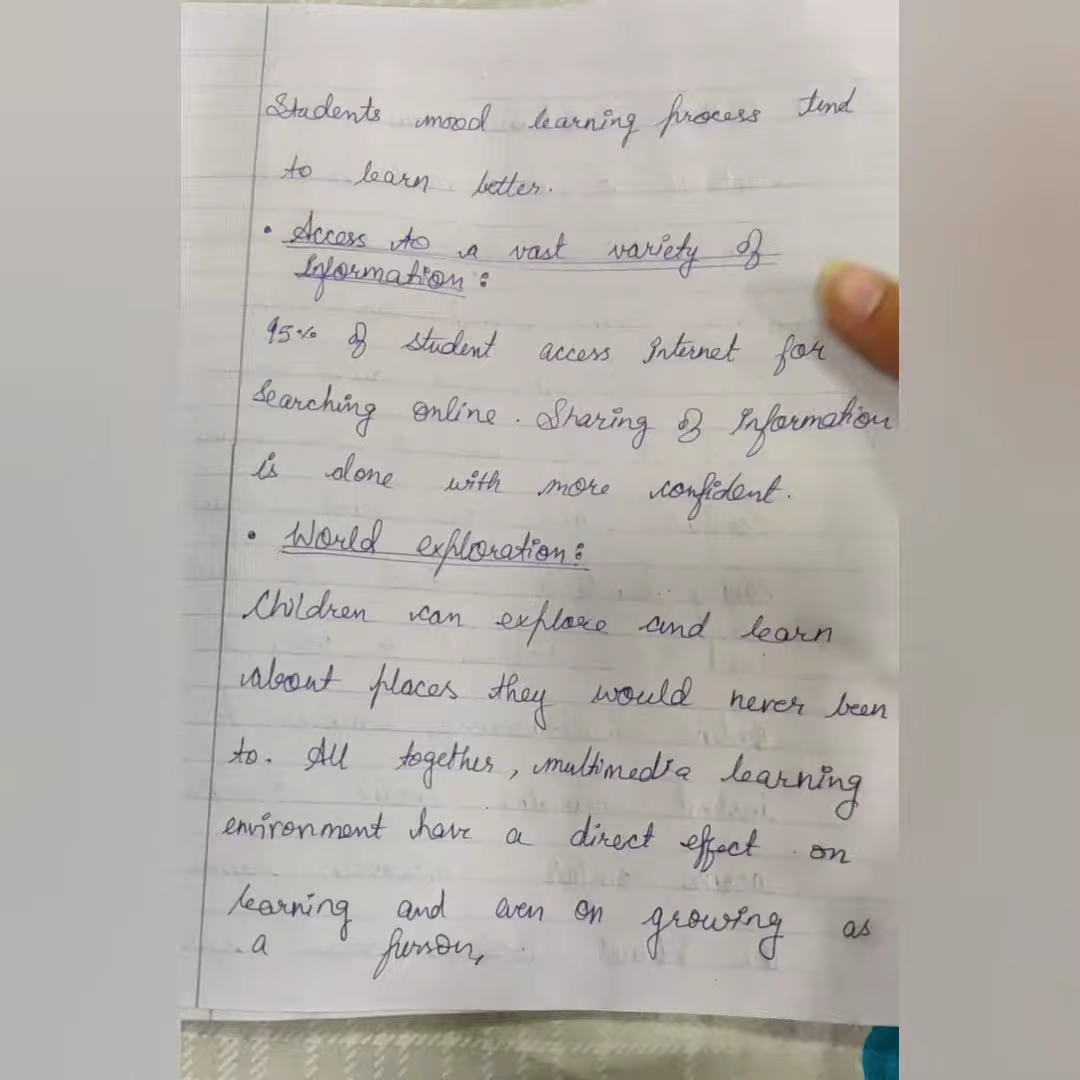 Students mood learning process tend
to learn better.
• Access to a vast variety of
Information:
95% of student access Internet for
Searching online. Sharing of Information
is done with more confident.
• World exploration:
Children can explore and learn
about places they would never been
to. All together, multimedia learning
environment have a direct effect on
learning and even on growing as
a person,